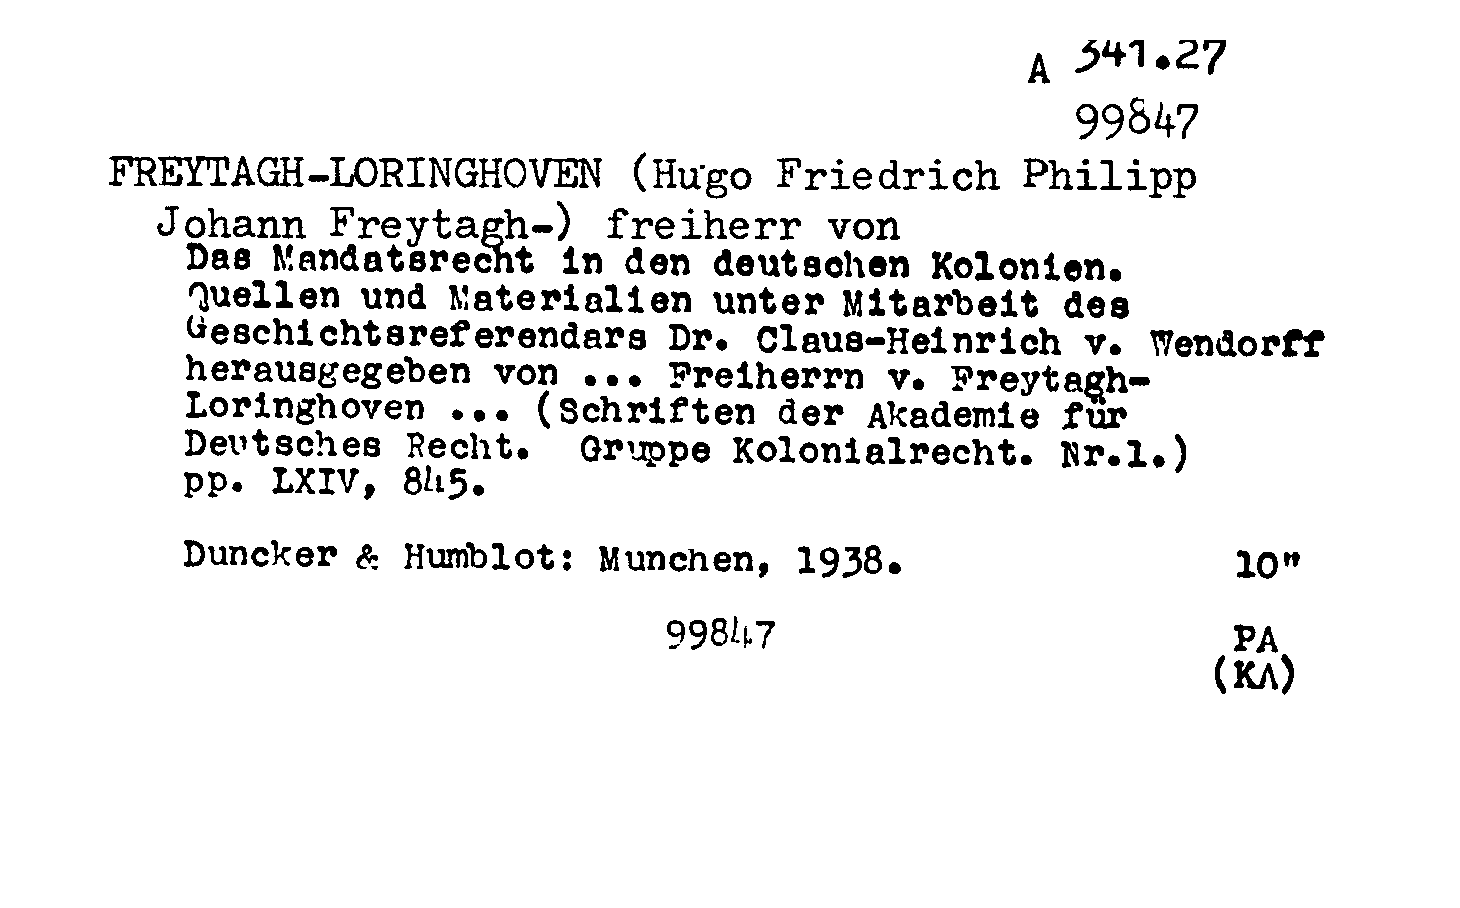 A 341.27
99847
FREYTAGH-LORINGHOVEN (Hugo Friedrich Philipp
Johann Freytagh-) freiherr von
Das Mandatsrecht in den deutschen Kolonien.
Quellen und Materialien unter Mitarbeit des
Geschichtsreferendars Dr. Claus-Heinrich v. Wendorff
herausgegeben von ... Freiherrn v. Freytagh-
Loringhoven ... (Schriften der Akademie für
Deutsches Recht. Gruppe Kolonialrecht. Nr.1.)
pp. LXIV, 845.
Duncker & Humblot: Munchen, 1938. 10"
99847 PA
(KA)